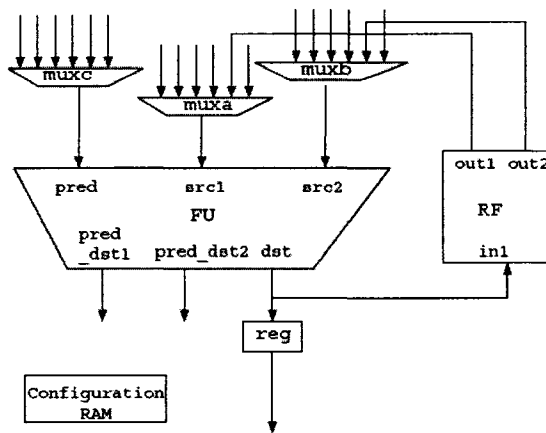 muxc
muxa
muxb
out1 out2
RF
in1
pred
src1
src2
FU
pred
_dst1
pred_dst2
dst
reg
Configuration
RAM